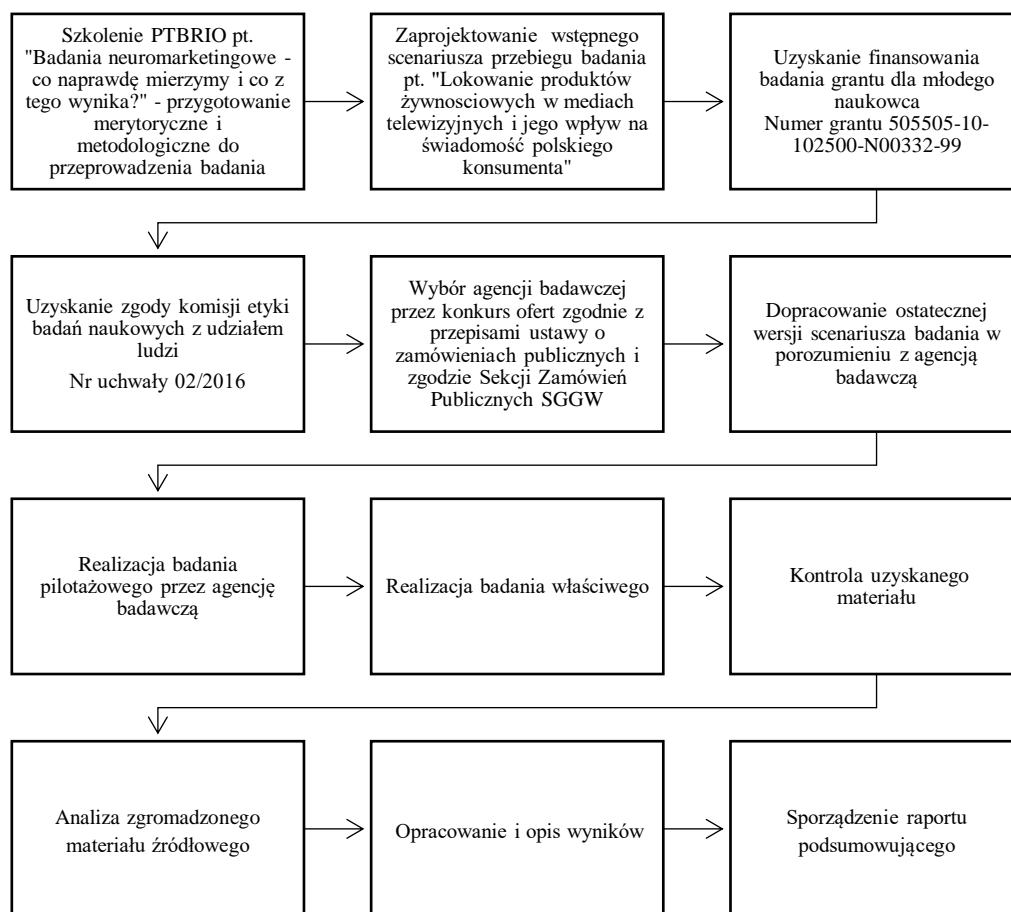 Szkolenie PTBRIO pt.
"Badania neuromarketingowe -
co naprawdę mierzymy i co z
tego wynika?" - przygotowanie
merytoryczne i
metodologiczne do
przeprowadzenia badania
Zaprojektowanie wstępnego
scenariusza przebiegu badania
pt. "Lokowanie produktów
żywnosciowych w mediach
telewizyjnych i jego wpływ na
świadomość polskiego
konsumenta"
Uzyskanie finansowania
badania grantu dla młodego
naukowca
Numer grantu 505505-10-
102500-N00332-99
Uzyskanie zgody komisji etyki
badań naukowych z udziałem
ludzi
Nr uchwały 02/2016
Wybór agencji badawczej
przez konkurs ofert zgodnie z
przepisami ustawy o
zamówieniach publicznych i
zgodzie Sekcji Zamówień
Publicznych SGGW
Dopracowanie ostatecznej
wersji scenariusza badania w
porozumieniu z agencją
badawczą
Realizacja badania
pilotażowego przez agencję
badawczą
Realizacja badania właściwego
Kontrola uzyskanego
materiału
Analiza zgromadzonego
materiału źródłowego
Opracowanie i opis wyników
Sporządzenie raportu
podsumowującego